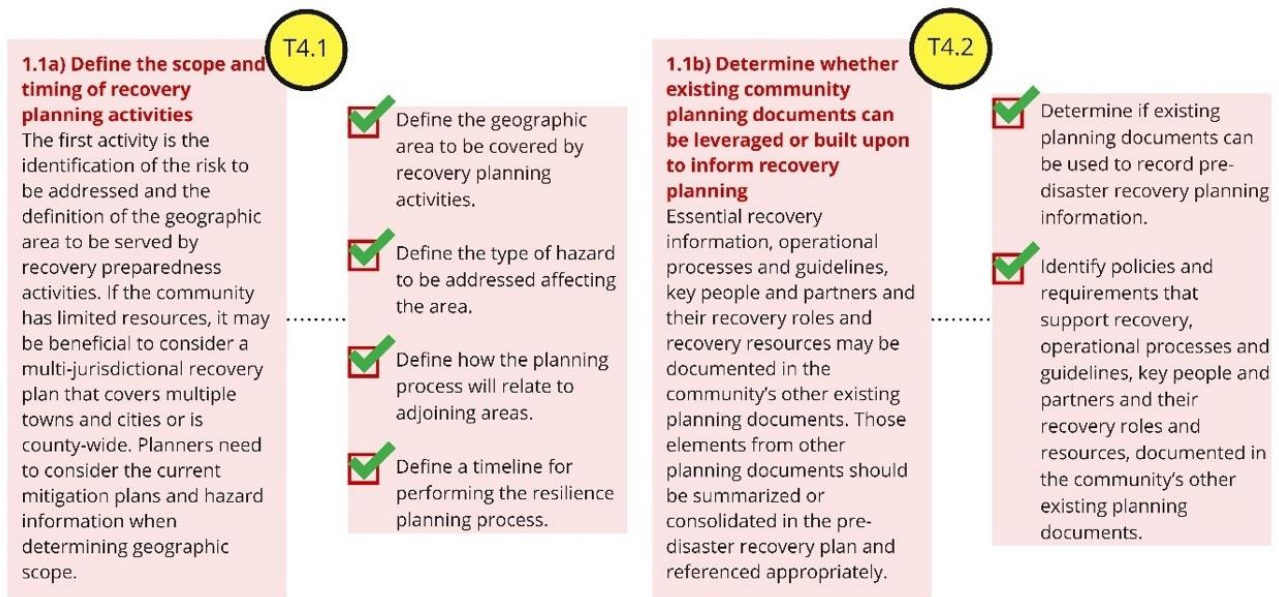 T4.1
1.1a) Define the scope and
timing of recovery
planning activities
The first activity is the
identification of the risk to
be addressed and the
definition of the geographic
area to be served by
recovery preparedness
activities. If the community
has limited resources, it may
be beneficial to consider a
multi-jurisdictional recovery
plan that covers multiple
towns and cities or is
county-wide. Planners need
to consider the current
mitigation plans and hazard
information when
determining geographic
scope.
Define the geographic
area to be covered by
recovery planning
activities.
Define the type of hazard
to be addressed affecting
the area.
Define how the planning
process will relate to
adjoining areas.
Define a timeline for
performing the resilience
planning process.
T4.2
1.1b) Determine whether
existing community
planning documents can
be leveraged or built upon
to inform recovery
planning
Essential recovery
information, operational
processes and guidelines,
key people and partners and
their recovery roles and
recovery resources may be
documented in the
community's other existing
planning documents. Those
elements from other
planning documents should
be summarized or
consolidated in the pre-
disaster recovery plan and
referenced appropriately.
Determine if existing
planning documents can
be used to record pre-
disaster recovery planning
information.
Identify policies and
requirements that
support recovery,
operational processes and
guidelines, key people and
partners and their
recovery roles and
resources, documented in
the community's other
existing planning
documents.